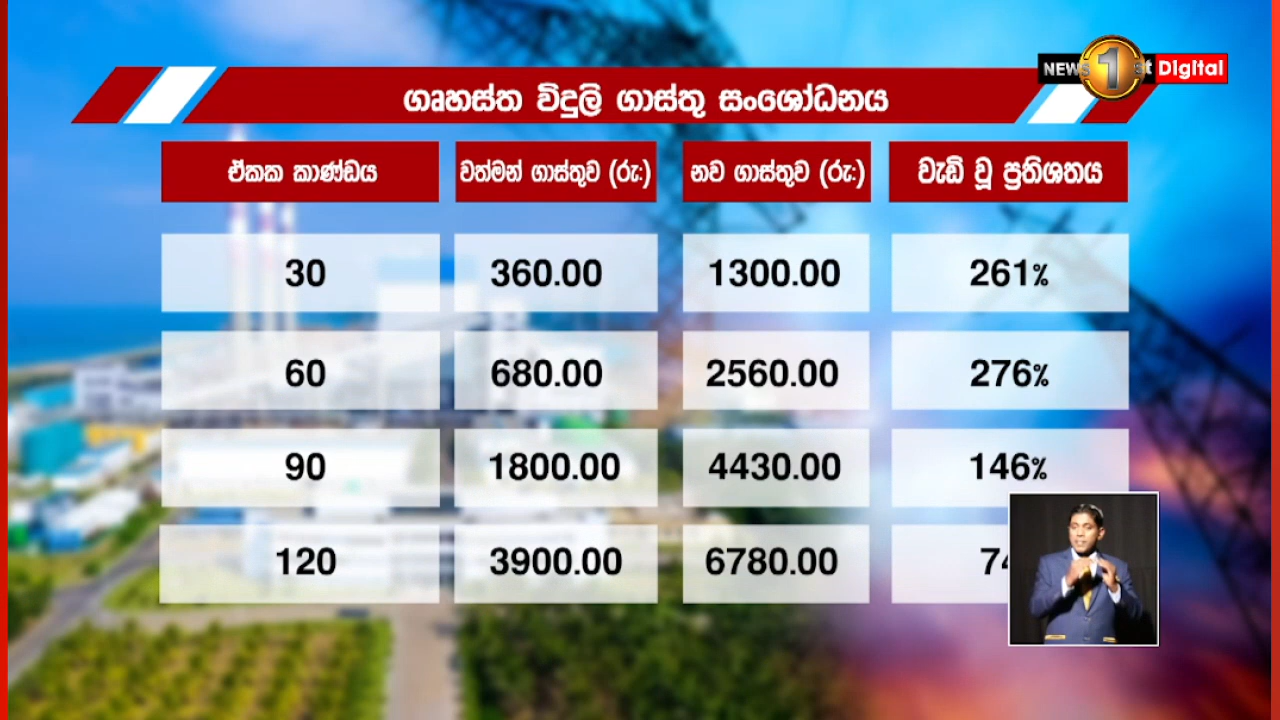 NEWS 1st Digital
ගෘහස්ත විදුලි ගාස්තු සංශෝධනය
ඒකක කාණ්ඩය වත්මන් ගාස්තුව (රු:) නව ගාස්තුව (රු:) වැඩි වූ ප්‍රතිශතය
30 360.00 1300.00 261%
60 680.00 2560.00 276%
90 1800.00 4430.00 146%
120 3900.00 6780.00